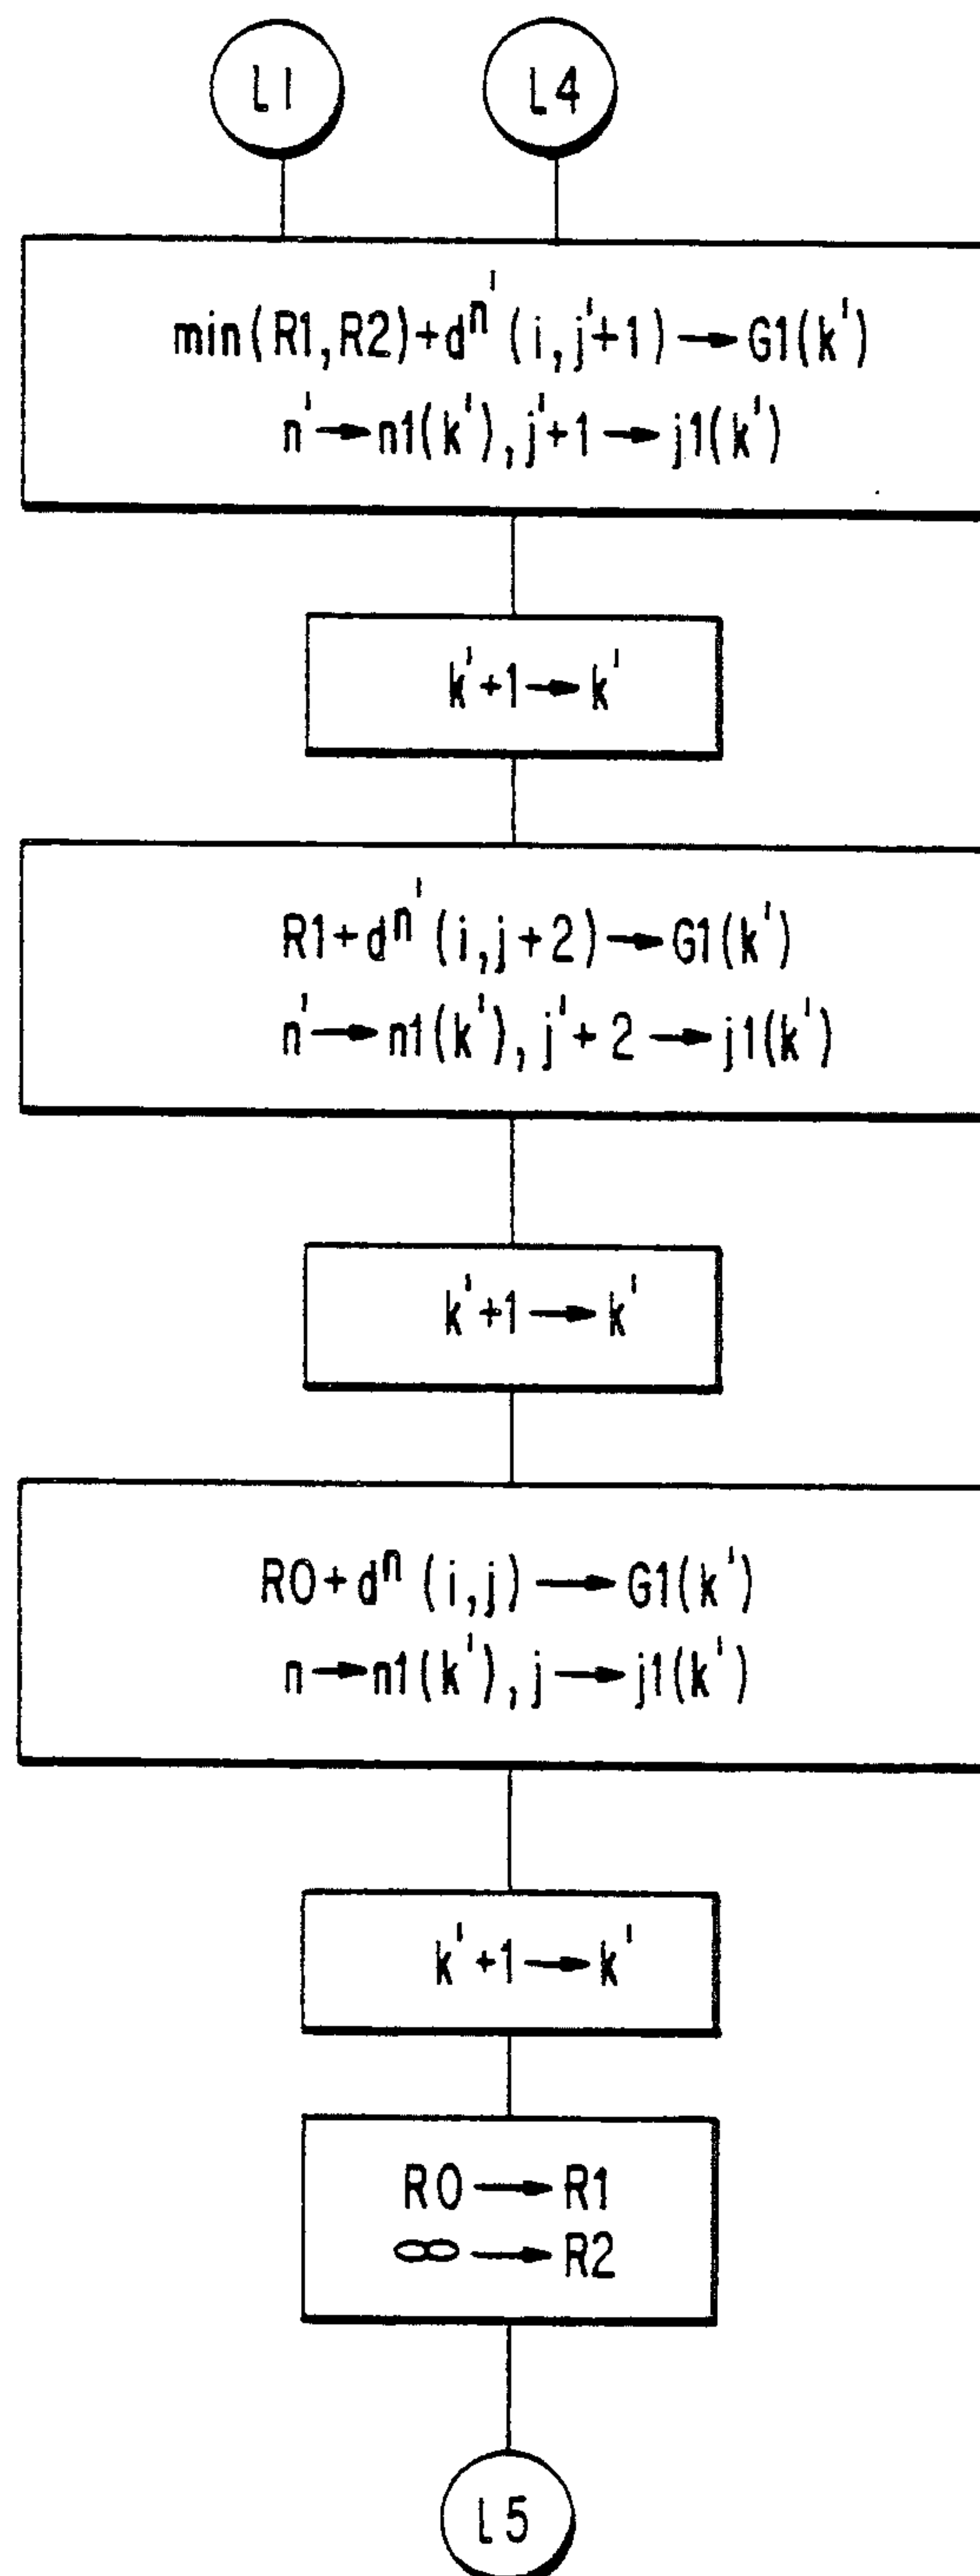 L1 L4
min(R1,R2)+d^n'(i,j'+1)→G1(k')
n'→n1(k'),j'+1→j1(k')
k'+1→k'
R1+d^n'(i,j+2)→G1(k')
n'→n1(k'),j'+2→j1(k')
k'+1→k'
R0+d^n(i,j)→G1(k')
n→n1(k'),j→j1(k')
k'+1→k'
R0→R1
∞→R2
L5